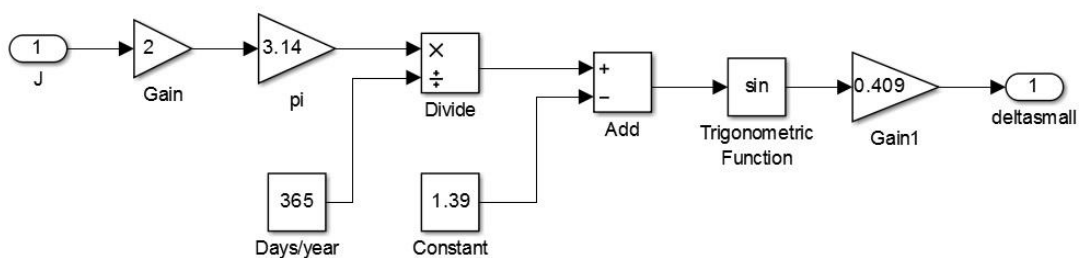 1
J
2
Gain
3.14
pi
×
÷
Divide
365
Days/year
1.39
Constant
+
−
Add
sin
Trigonometric
Function
0.409
Gain1
1
deltasmall